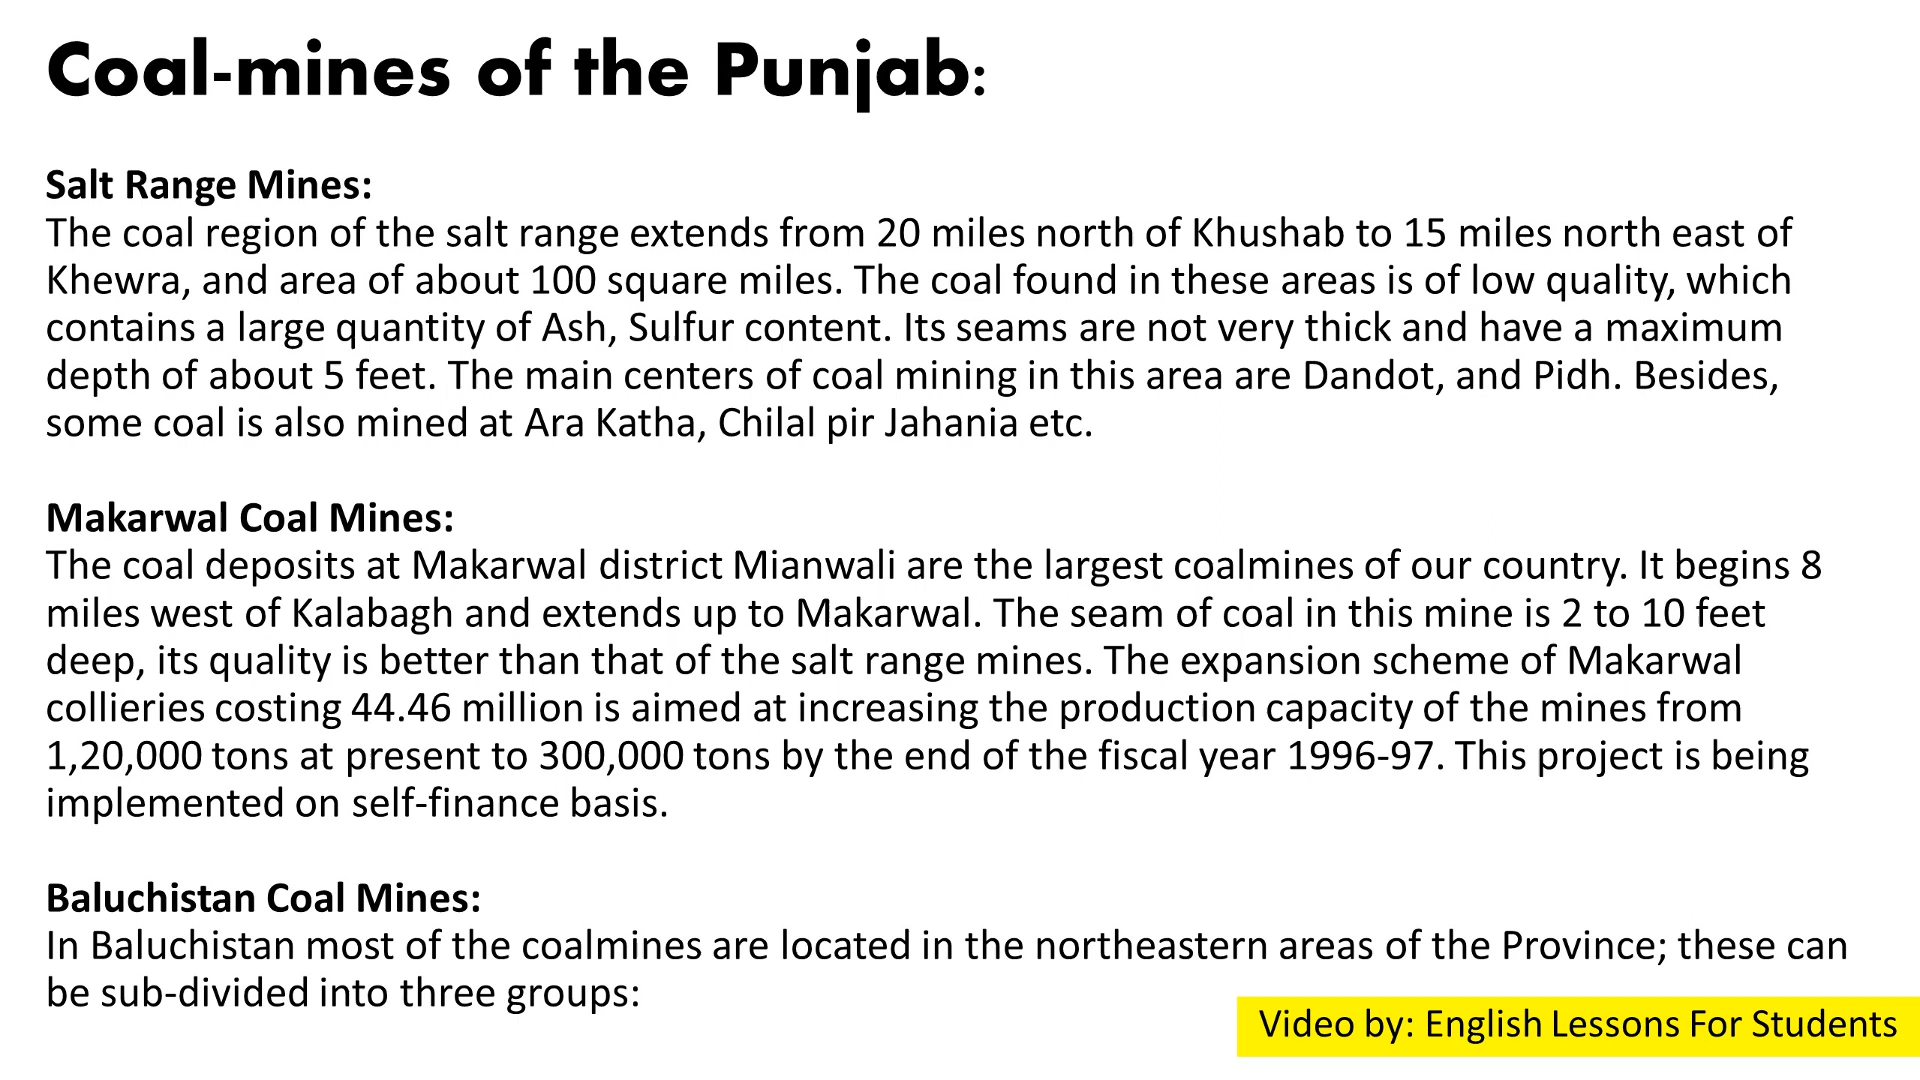 Coal-mines of the Punjab:
Salt Range Mines:
The coal region of the salt range extends from 20 miles north of Khushab to 15 miles north east of
Khewra, and area of about 100 square miles. The coal found in these areas is of low quality, which
contains a large quantity of Ash, Sulfur content. Its seams are not very thick and have a maximum
depth of about 5 feet. The main centers of coal mining in this area are Dandot, and Pidh. Besides,
some coal is also mined at Ara Katha, Chilal pir Jahania etc.
Makarwal Coal Mines:
The coal deposits at Makarwal district Mianwali are the largest coalmines of our country. It begins 8
miles west of Kalabagh and extends up to Makarwal. The seam of coal in this mine is 2 to 10 feet
deep, its quality is better than that of the salt range mines. The expansion scheme of Makarwal
collieries costing 44.46 million is aimed at increasing the production capacity of the mines from
1,20,000 tons at present to 300,000 tons by the end of the fiscal year 1996-97. This project is being
implemented on self-finance basis.
Baluchistan Coal Mines:
In Baluchistan most of the coalmines are located in the northeastern areas of the Province; these can
be sub-divided into three groups:
Video by: English Lessons For Students